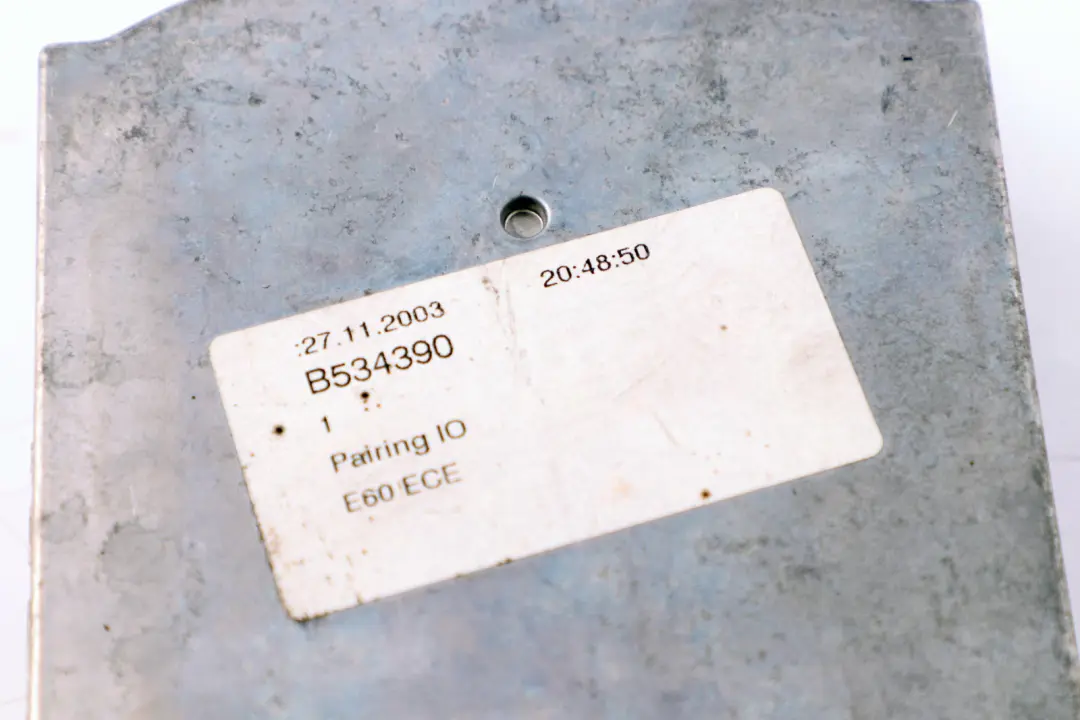 :27.11.2003 20:48:50
B534390
1
Pairing IO
E60 ECE